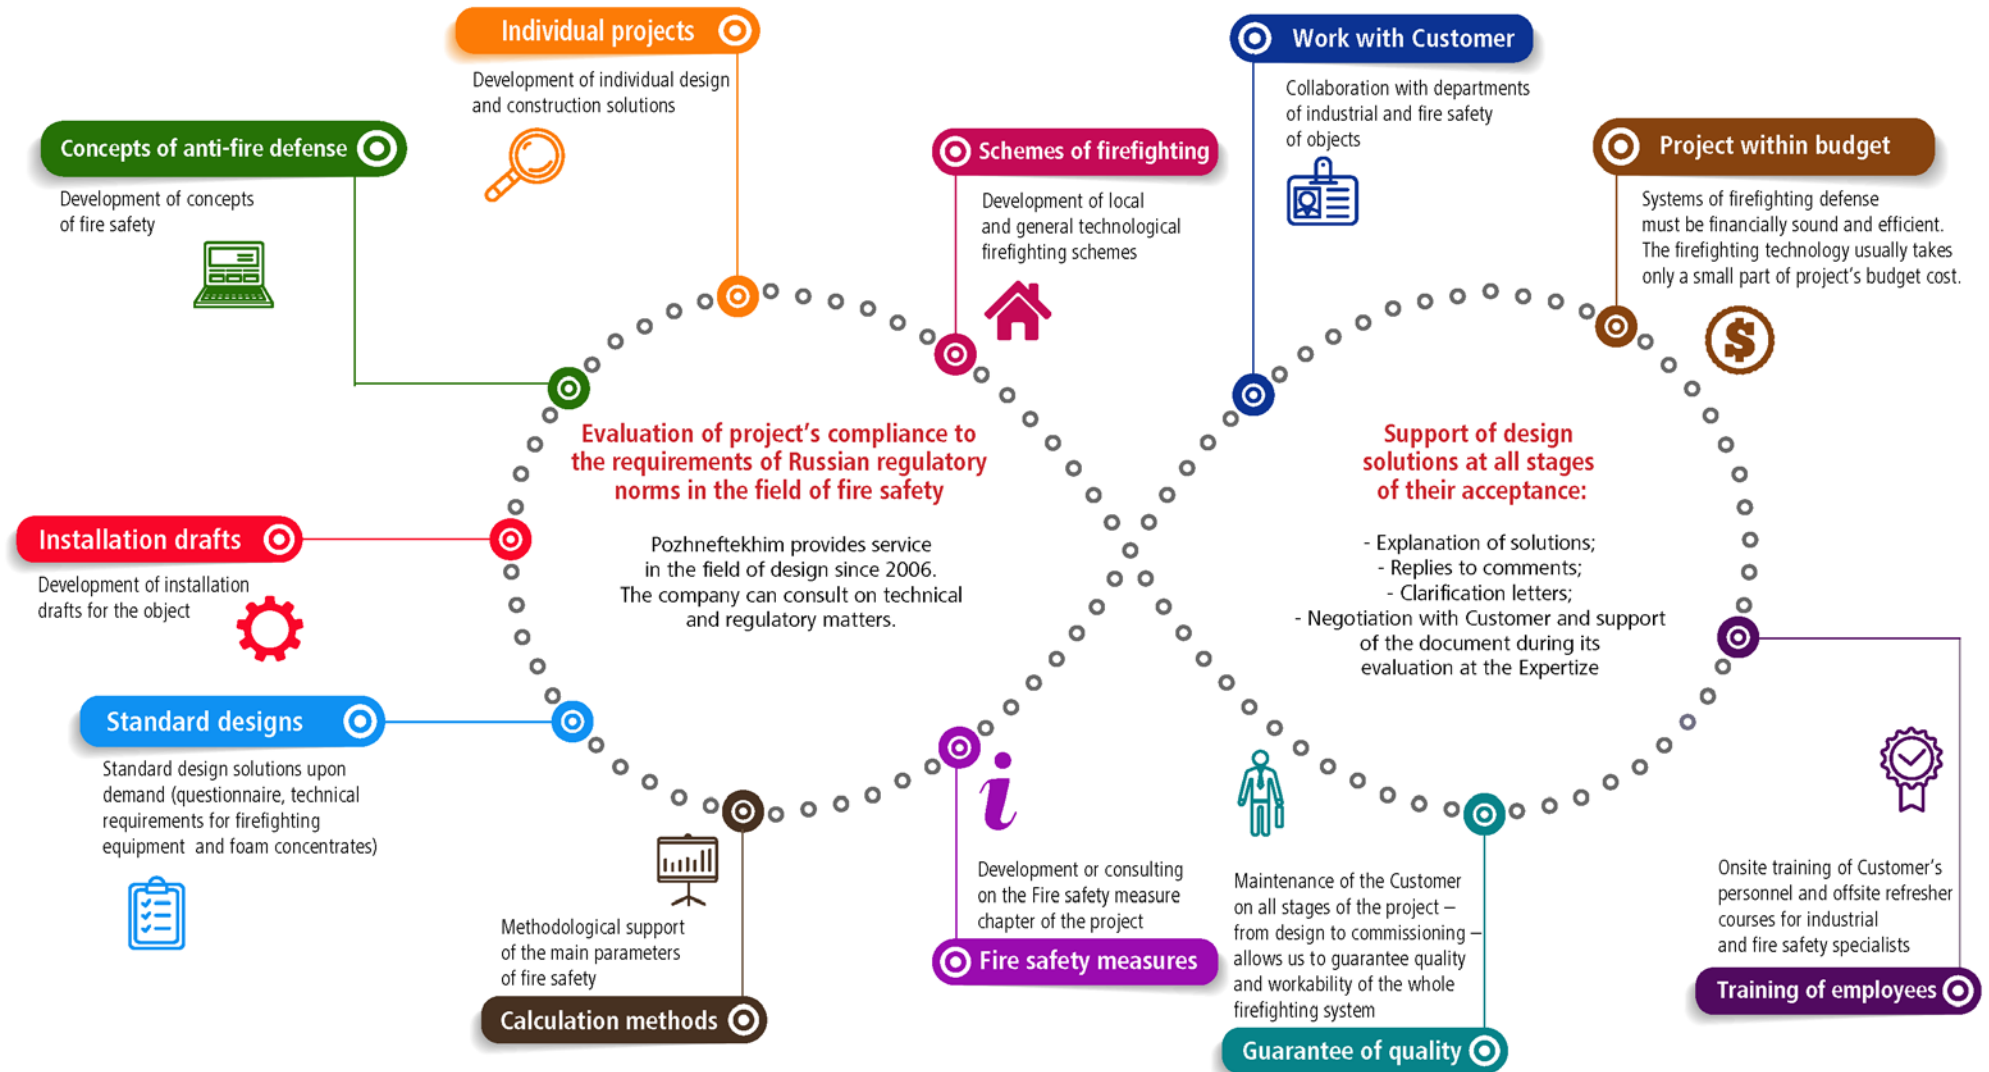 Individual projects
Development of individual design
and construction solutions
Work with Customer
Collaboration with departments
of industrial and fire safety
of objects
Concepts of anti-fire defense
Development of concepts
of fire safety
Schemes of firefighting
Development of local
and general technological
firefighting schemes
Project within budget
Systems of firefighting defense
must be financially sound and efficient.
The firefighting technology usually takes
only a small part of project's budget cost.
$
Evaluation of project's compliance to
the requirements of Russian regulatory
norms in the field of fire safety
Pozhneftekhim provides service
in the field of design since 2006.
The company can consult on technical
and regulatory matters.
Support of design
solutions at all stages
of their acceptance:
- Explanation of solutions;
- Replies to comments;
- Clarification letters;
- Negotiation with Customer and support
of the document during its
evaluation at the Expertize
Installation drafts
Development of installation
drafts for the object
Standard designs
Standard design solutions upon
demand (questionnaire, technical
requirements for firefighting
equipment and foam concentrates)
Methodological support
of the main parameters
of fire safety
Calculation methods
i
Development or consulting
on the Fire safety measure
chapter of the project
Fire safety measures
Maintenance of the Customer
on all stages of the project –
from design to commissioning –
allows us to guarantee quality
and workability of the whole
firefighting system
Guarantee of quality
Onsite training of Customer's
personnel and offsite refresher
courses for industrial
and fire safety specialists
Training of employees